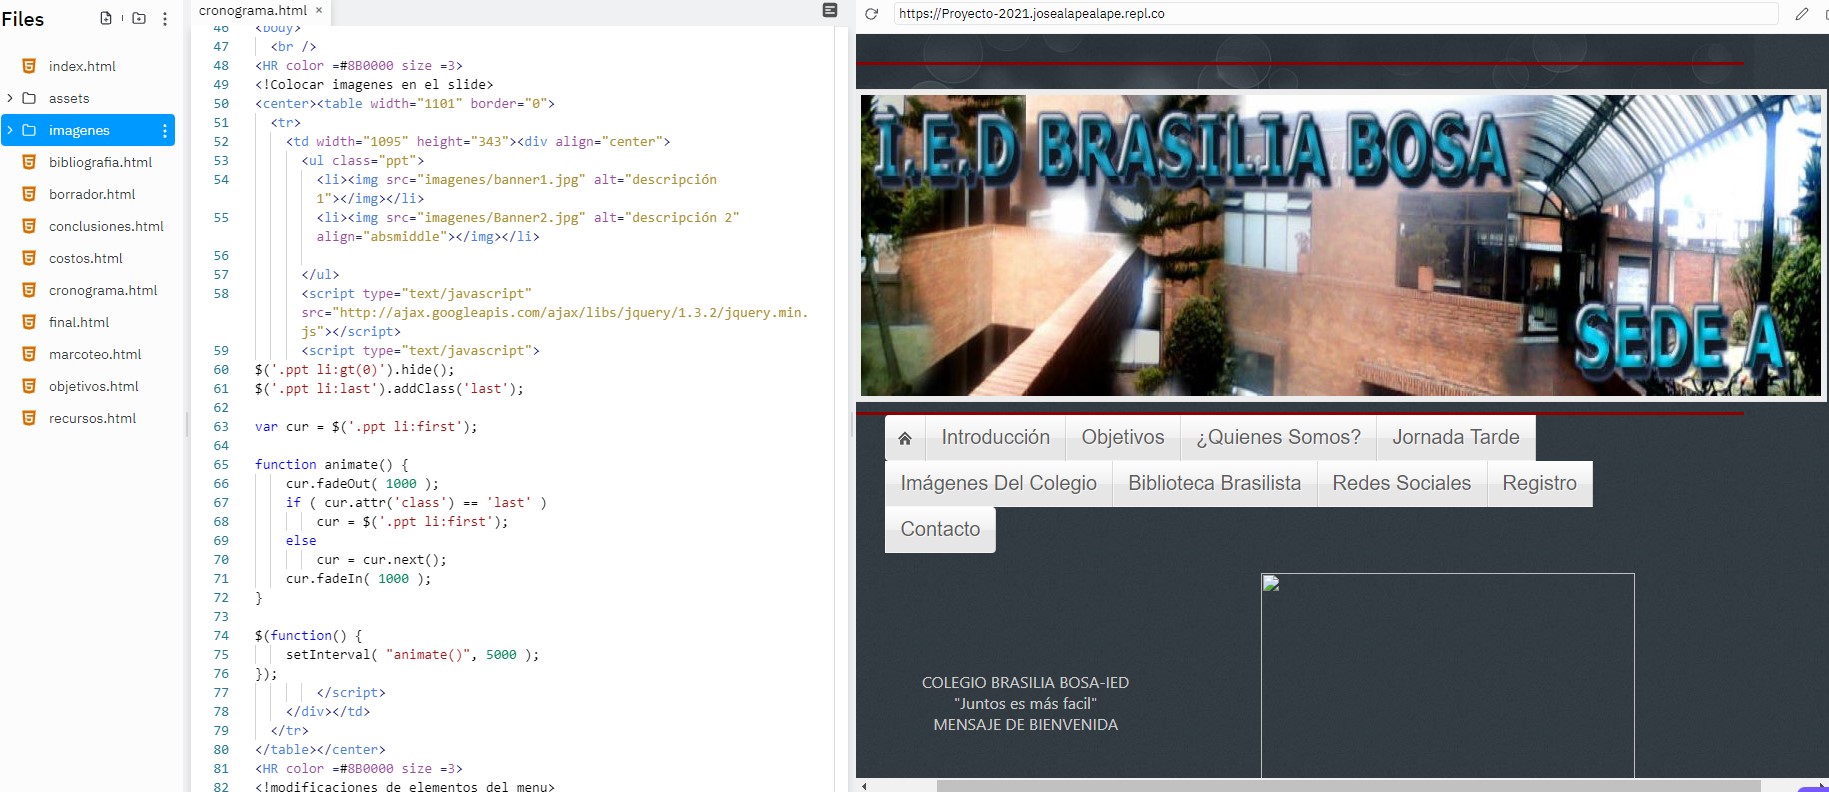 Files
index.html
assets
imagenes
bibliografia.html
borrador.html
conclusiones.html
costos.html
cronograma.html
final.html
marcoteo.html
objetivos.html
recursos.html
cronograma.html ×
46 <body>
47 <br />
48 <HR color =#8B0000 size =3>
49 <!Colocar imagenes en el slide>
50 <center><table width="1101" border="0">
51 <tr>
52 <td width="1095" height="343"><div align="center">
53 <ul class="ppt">
54 <li><img src="imagenes/banner1.jpg" alt="descripción
1"></img></li>
55 <li><img src="imagenes/Banner2.jpg" alt="descripción 2"
align="absmiddle"></img></li>
56
57 </ul>
58 <script type="text/javascript"
src="http://ajax.googleapis.com/ajax/libs/jquery/1.3.2/jquery.min.
js"></script>
59 <script type="text/javascript">
60 $('.ppt li:gt(0)').hide();
61 $('.ppt li:last').addClass('last');
62
63 var cur = $('.ppt li:first');
64
65 function animate() {
66 cur.fadeOut( 1000 );
67 if ( cur.attr('class') == 'last' )
68 cur = $('.ppt li:first');
69 else
70 cur = cur.next();
71 cur.fadeIn( 1000 );
72 }
73
74 $(function() {
75 setInterval( "animate()", 5000 );
76 });
77 </script>
78 </div></td>
79 </tr>
80 </table></center>
81 <HR color =#8B0000 size =3>
82 <!modificaciones de elementos del menu>
https://Proyecto-2021.josealapealape.repl.co
I.E.D BRASILIA BOSA
SEDE A
Introducción Objetivos ¿Quienes Somos? Jornada Tarde
Imágenes Del Colegio Biblioteca Brasilista Redes Sociales Registro
Contacto
COLEGIO BRASILIA BOSA-IED
"Juntos es más facil"
MENSAJE DE BIENVENIDA